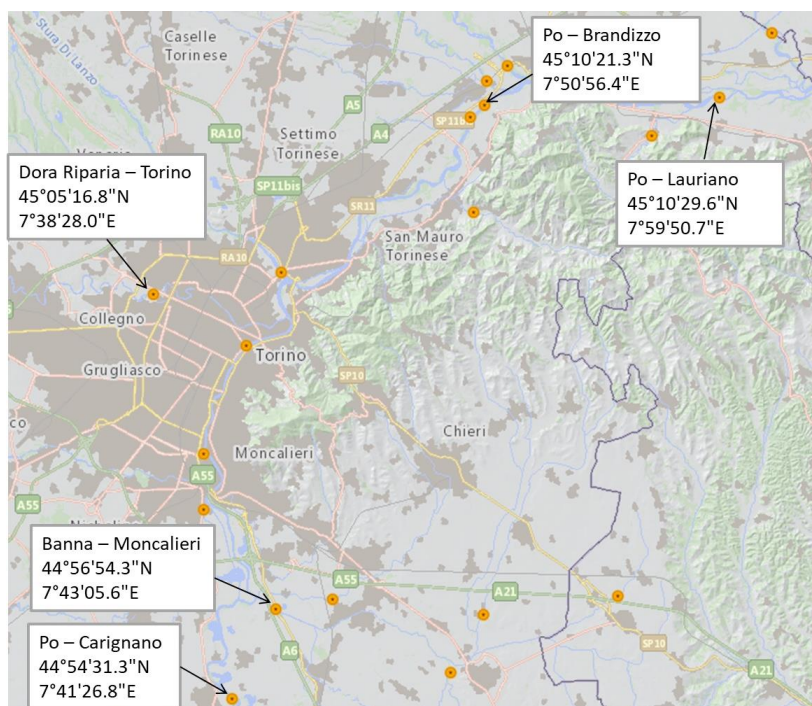 Stura Di Lanzo
Caselle
Torinese
A5
A4
RA10
Settimo
Torinese
SP11bis
SR11
Po – Brandizzo
45°10'21.3"N
7°50'56.4"E
Po – Lauriano
45°10'29.6"N
7°59'50.7"E
Dora Riparia – Torino
45°05'16.8"N
7°38'28.0"E
San Mauro
Torinese
RA10
Collegno
Torino
Grugliasco
SP10
Chieri
Moncalieri
A55
A55
Banna – Moncalieri
44°56'54.3"N
7°43'05.6"E
A55
A21
A6
SP10
A21
Po – Carignano
44°54'31.3"N
7°41'26.8"E